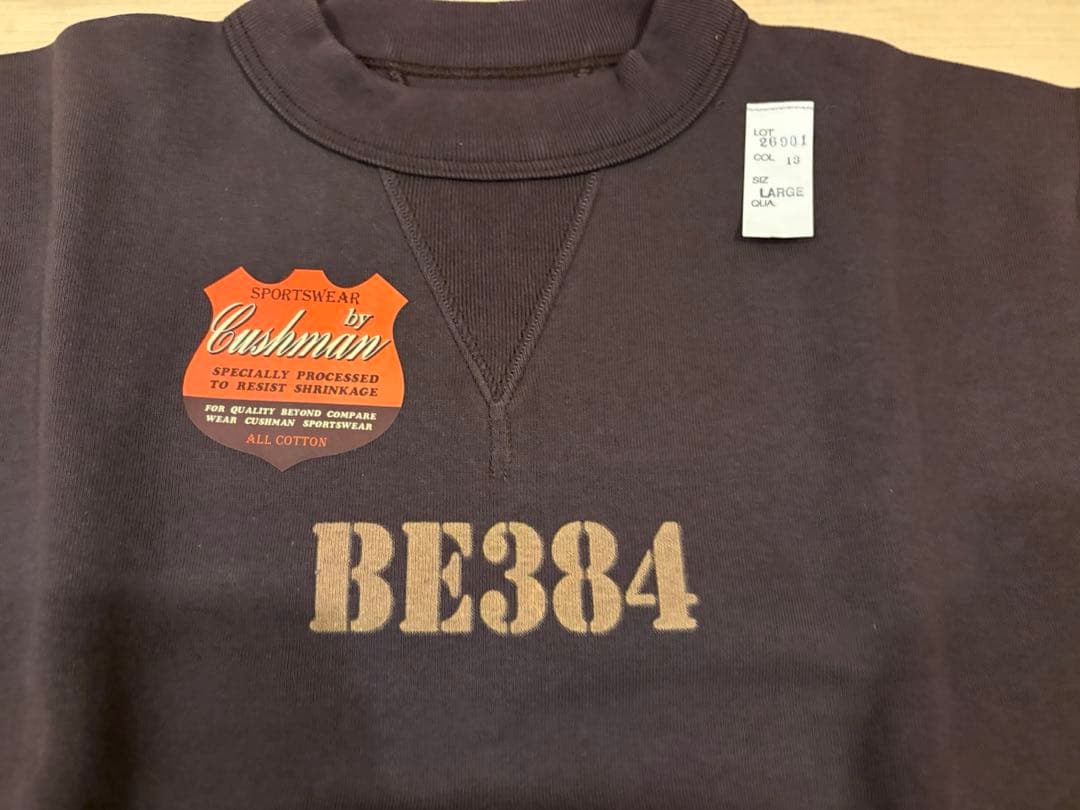 SPORTSWEAR
by
Cushman
SPECIALLY PROCESSED
TO RESIST SHRINKAGE
FOR QUALITY BEYOND COMPARE
WEAR CUSHMAN SPORTSWEAR
ALL COTTON
LOT
26901
COL 13
SIZ
LARGE
QUA.
BE384